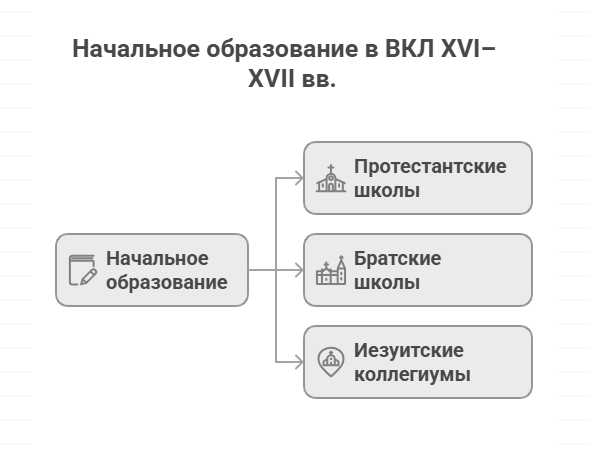 Начальное образование в ВКЛ XVI–
XVII вв.
Протестантские
школы
Начальное
образование
Братские
школы
Иезуитские
коллегиумы